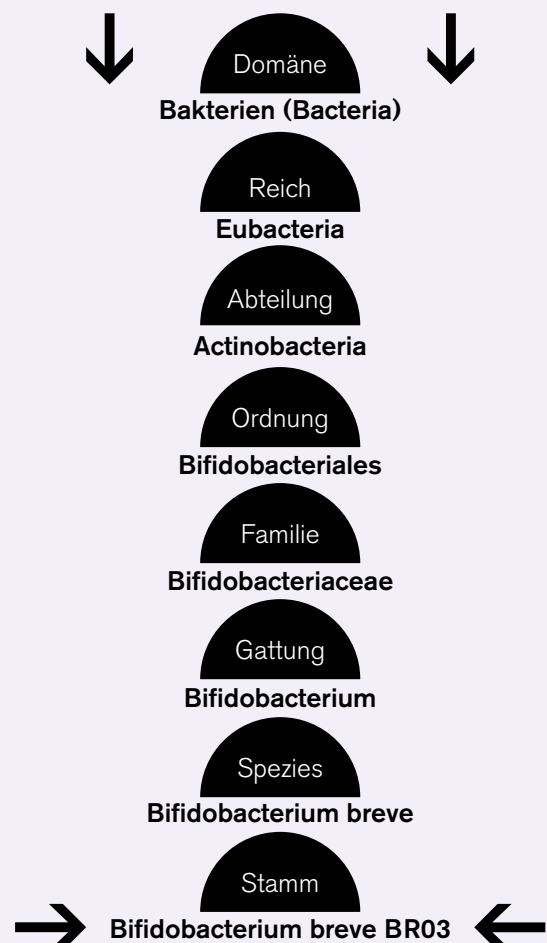 Domäne
Bakterien (Bacteria)
Reich
Eubacteria
Abteilung
Actinobacteria
Ordnung
Bifidobacteriales
Familie
Bifidobacteriaceae
Gattung
Bifidobacterium
Spezies
Bifidobacterium breve
Stamm
Bifidobacterium breve BR03